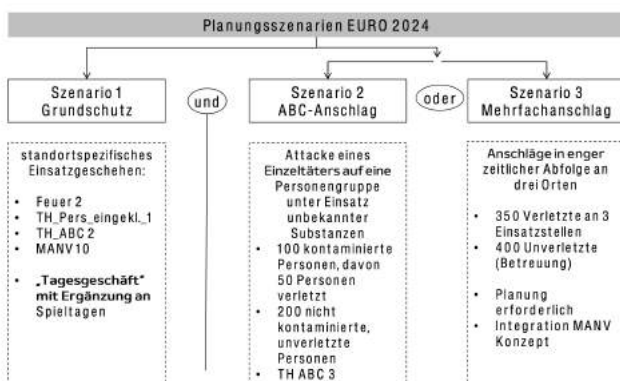 Planungsszenarien EURO 2024
Szenario 1
Grundschutz
und
Szenario 2
ABC-Anschlag
oder
Szenario 3
Mehrfachanschlag
standortspezifisches
Einsatzgeschehen:
• Feuer 2
• TH_Pers_eingekl._1
• TH_ABC 2
• MANV 10
• „Tagesgeschäft“
mit Ergänzung an
Spieltagen
Attacke eines
Einzeltäters auf eine
Personengruppe
unter Einsatz
unbekannter
Substanzen
• 100 kontaminierte
Personen, davon
50 Personen
verletzt
• 200 nicht
kontaminierte,
unverletzte
Personen
• TH ABC 3
Anschläge in enger
zeitlicher Abfolge an
drei Orten
• 350 Verletzte an 3
Einsatzstellen
• 400 Unverletzte
(Betreuung)
• Planung
erforderlich
• Integration MANV
Konzept